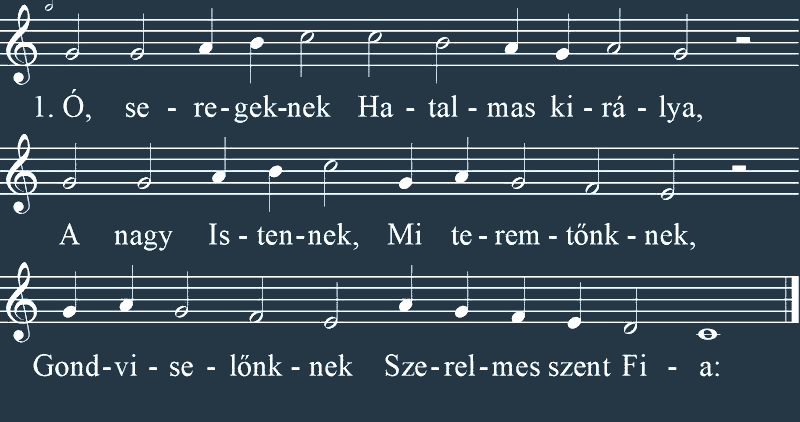 1. Ó, se - re-gek-nek Ha - tal - mas ki - rá - lya,
A nagy Is - ten-nek, Mi te - rem - tőnk - nek,
Gond-vi - se - lőnk - nek Sze-rel-mes szent Fi - a: